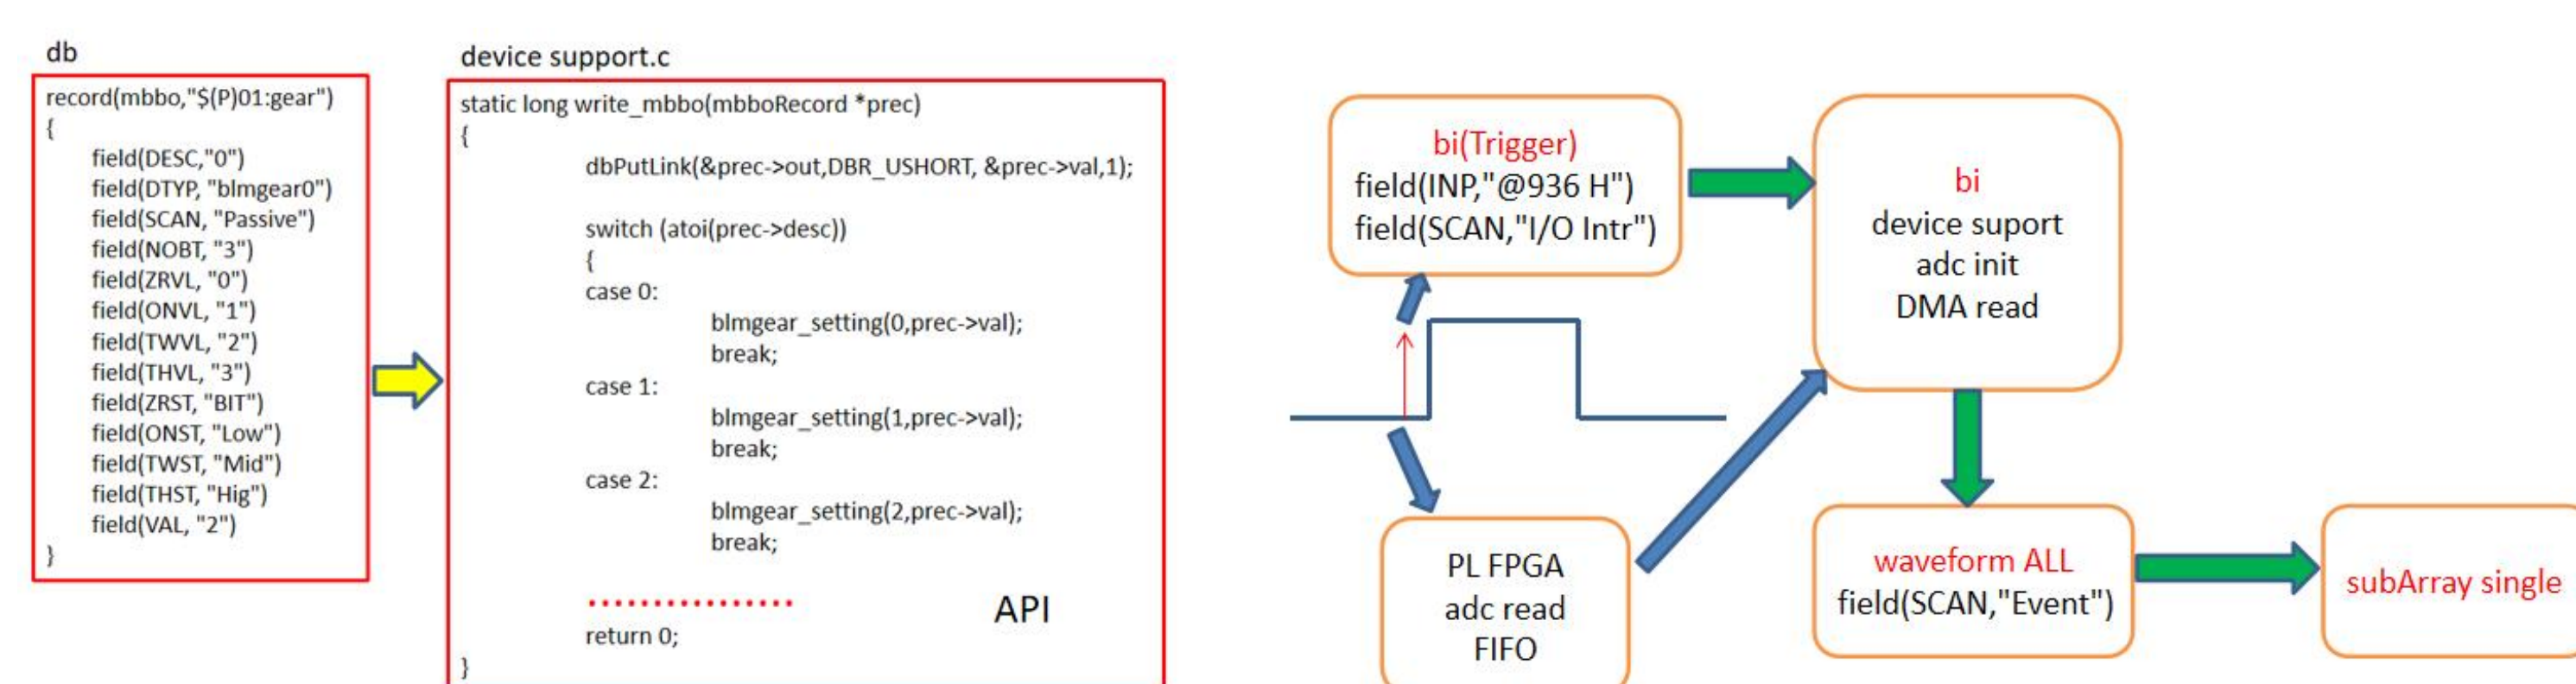 db
record(mbbo,"$(P)01:gear")
{
field(DESC,"0")
field(DTYP, "blmgear0")
field(SCAN, "Passive")
field(NOBT, "3")
field(ZRVL, "0")
field(ONVL, "1")
field(TWVL, "2")
field(THVL, "3")
field(ZRST, "BIT")
field(ONST, "Low")
field(TWST, "Mid")
field(THST, "Hig")
field(VAL, "2")
}
device support.c
static long write_mbbo(mbboRecord *prec)
{
dbPutLink(&prec->out,DBR_USHORT, &prec->val,1);
switch (atoi(prec->desc))
{
case 0:
blmgear_setting(0,prec->val);
break;
case 1:
blmgear_setting(1,prec->val);
break;
case 2:
blmgear_setting(2,prec->val);
break;
................
API
return 0;
}
bi(Trigger)
field(INP,"@936 H")
field(SCAN,"I/O Intr")
bi
device suport
adc init
DMA read
PL FPGA
adc read
FIFO
waveform ALL
field(SCAN,"Event")
subArray single